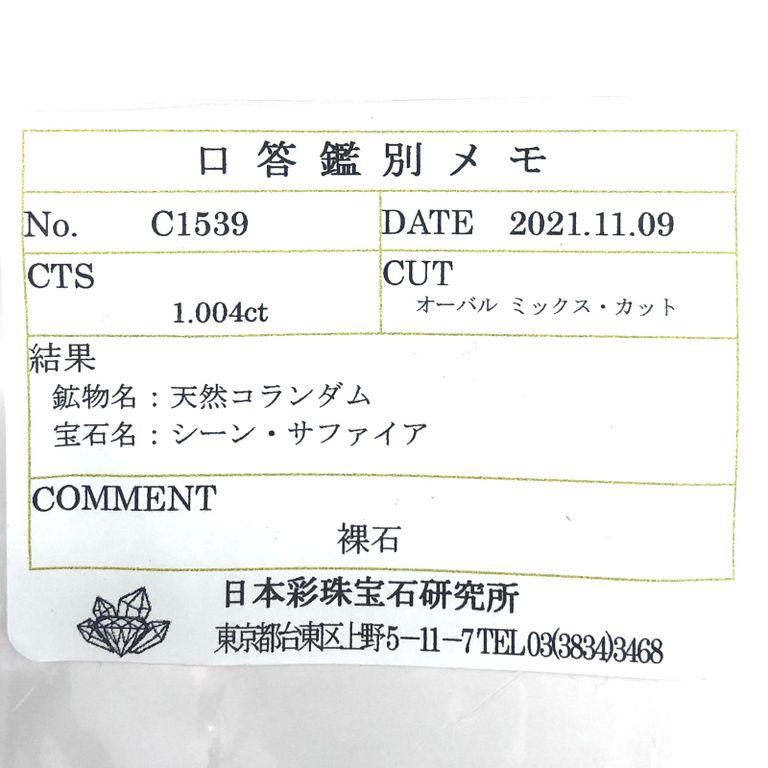 口答鑑別メモ
No. C1539 DATE 2021.11.09
CTS CUT
1.004ct オーバル ミックス・カット
結果
鉱物名：天然コランダム
宝石名：シーン・サファイア
COMMENT
裸石
日本彩珠宝石研究所
東京都台東区上野5－11－7 TEL 03(3834)3468